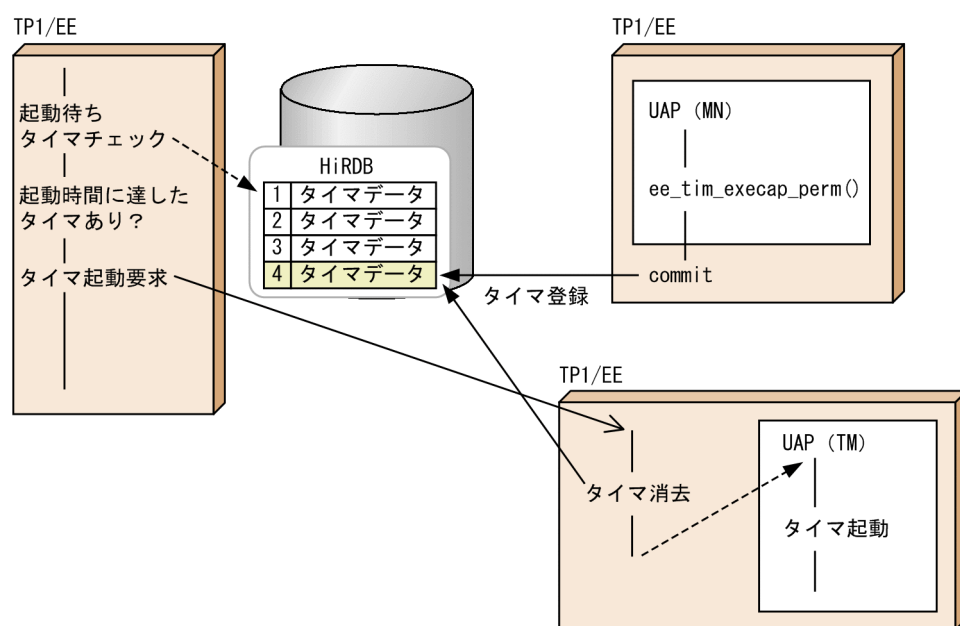 TP1/EE
起動待ち
タイマチェック
起動時間に達した
タイマあり？
タイマ起動要求
HiRDB
1 タイマデータ
2 タイマデータ
3 タイマデータ
4 タイマデータ
タイマ登録
TP1/EE
UAP (MN)
ee_tim_execap_perm()
commit
TP1/EE
タイマ消去
UAP (TM)
タイマ起動